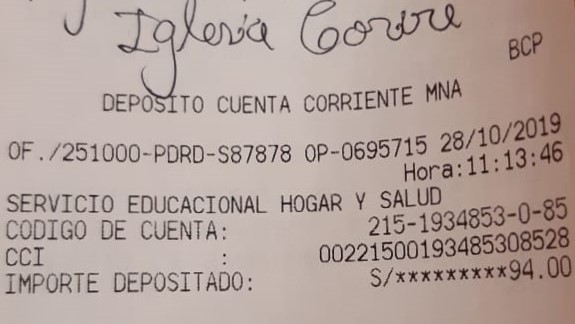 Iglesia
BCP
DEPOSITO CUENTA CORRIENTE MNA
OF./251000-PDRD-S87878 OP-0695715 28/10/2019
Hora:11:13:46
SERVICIO EDUCACIONAL HOGAR Y SALUD
CODIGO DE CUENTA: 215-1934853-0-85
CCI : 00221500193485308528
IMPORTE DEPOSITADO: S/*********94.00